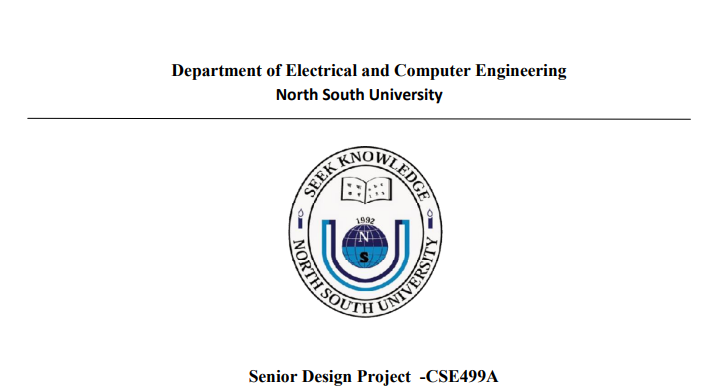 Department of Electrical and Computer Engineering
North South University
SEEK KNOWLEDGE
1992
N
S
NORTH SOUTH UNIVERSITY
Senior Design Project -CSE499A